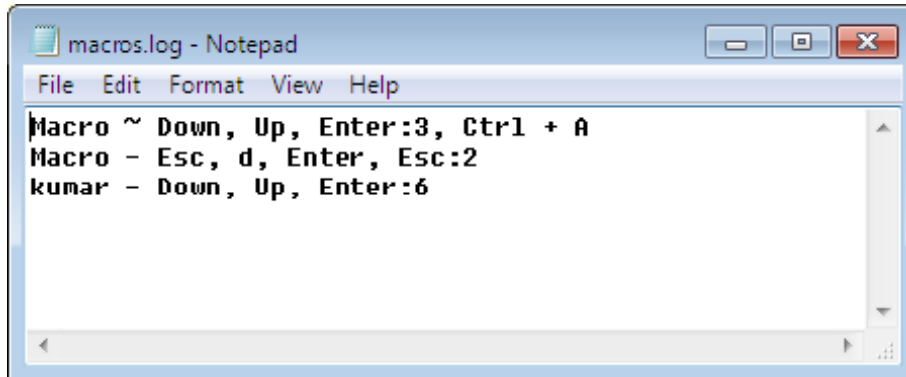 macros.log - Notepad
File Edit Format View Help
Macro ~ Down, Up, Enter:3, Ctrl + A
Macro - Esc, d, Enter, Esc:2
kumar - Down, Up, Enter:6